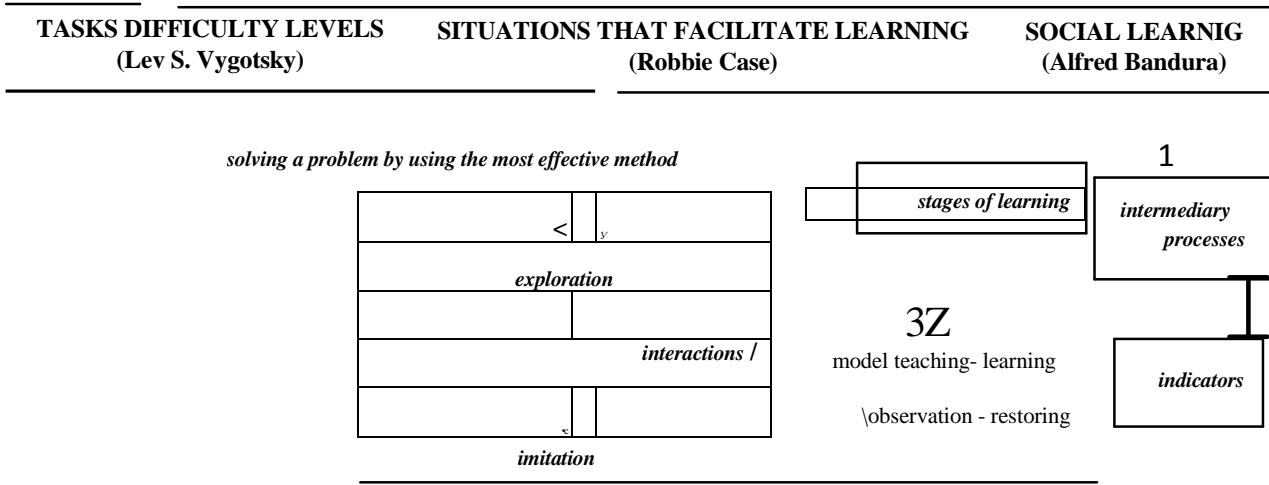 TASKS DIFFICULTY LEVELS
(Lev S. Vygotsky)
SITUATIONS THAT FACILITATE LEARNING
(Robbie Case)
SOCIAL LEARNIG
(Alfred Bandura)
solving a problem by using the most effective method
<
y
exploration
interactions /
imitation
stages of learning
3Z
model teaching- learning
\observation - restoring
1
intermediary
processes
indicators